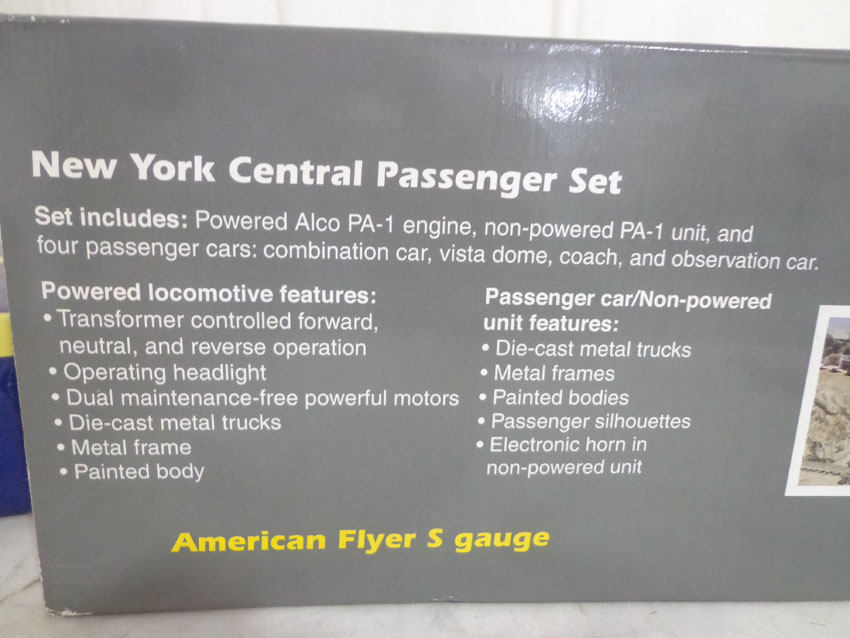 New York Central Passenger Set
Set includes: Powered Alco PA-1 engine, non-powered PA-1 unit, and
four passenger cars: combination car, vista dome, coach, and observation car.
Powered locomotive features:
• Transformer controlled forward,
neutral, and reverse operation
• Operating headlight
• Dual maintenance-free powerful motors
• Die-cast metal trucks
• Metal frame
• Painted body
Passenger car/Non-powered
unit features:
• Die-cast metal trucks
• Metal frames
• Painted bodies
• Passenger silhouettes
• Electronic horn in
non-powered unit
American Flyer S gauge